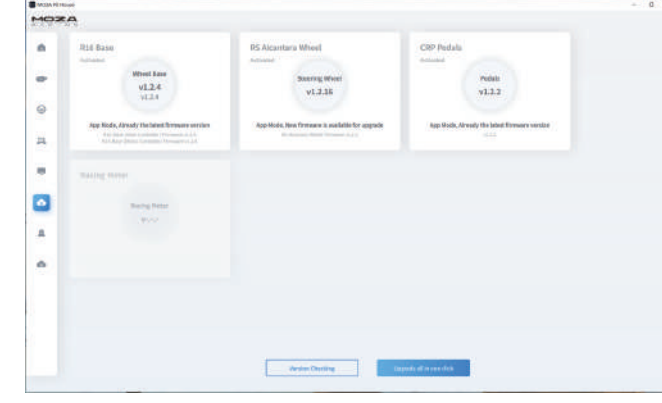 MOZA Pit House
MOZA
RACING
R16 Base
Activated
Wheel Base
v1.2.4
v1.2.4
App Mode, Already the latest firmware version
RS Alcantara Wheel
Activated
Steering Wheel
v1.2.16
App Mode, New firmware is available for upgrade
CRP Pedals
Activated
Pedals
App Mode, Already the latest firmware version
Racing Meter
Racing Meter
Version Checking
Upgrade all in one click